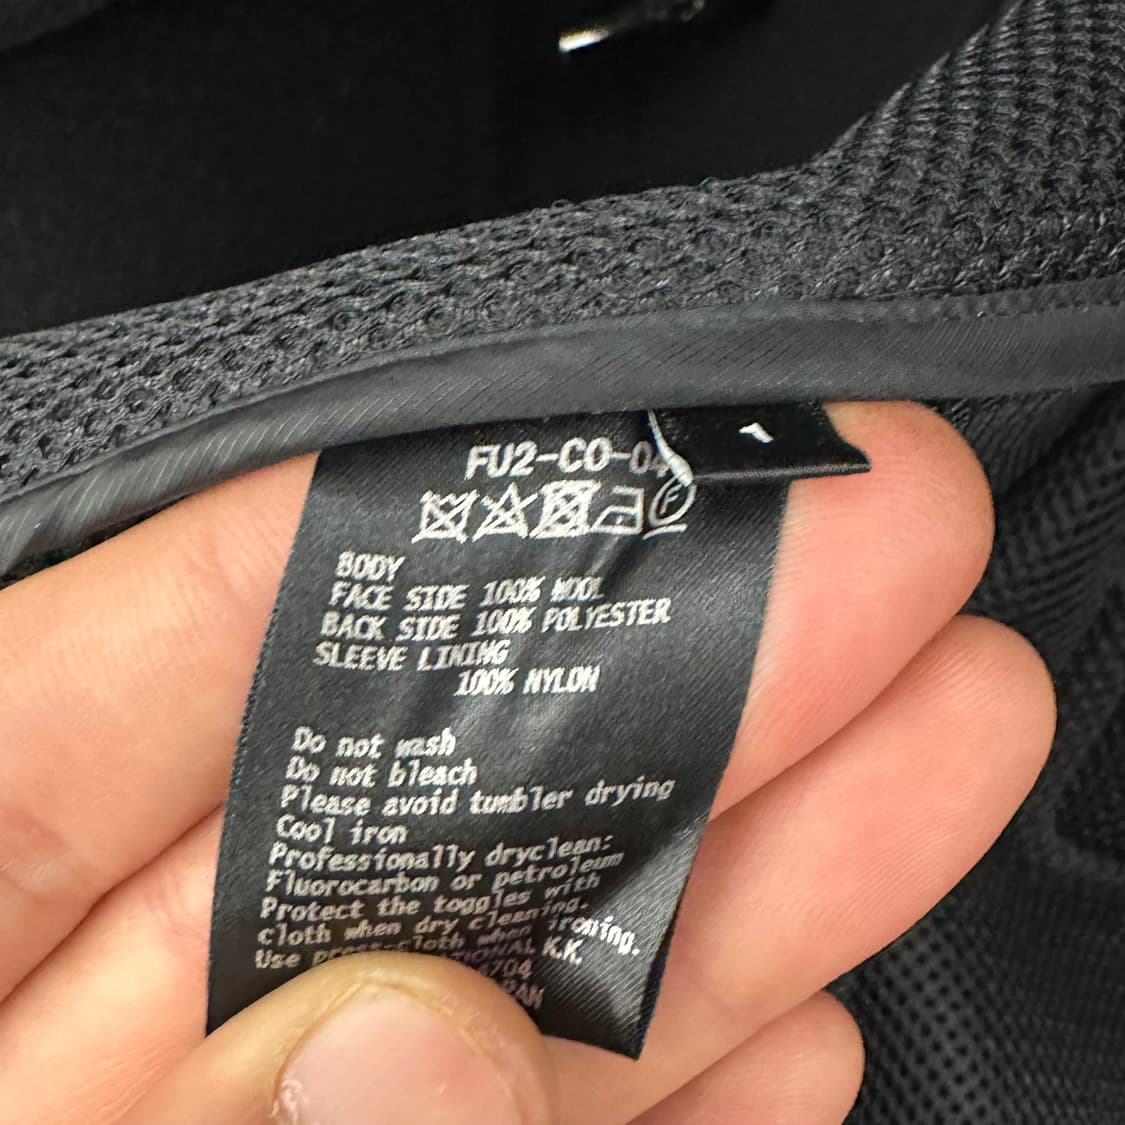 FU2-CO-04
1
F
BODY
FACE SIDE 100% WOOL
BACK SIDE 100% POLYESTER
SLEEVE LINING
100% NYLON
Do not wash
Do not bleach
Please avoid tumbler drying
Cool iron
Professionally dryclean:
Fluorocarbon or petroleum
Protect the toggles with
cloth when dry cleaning.
Use press-cloth when ironing.
K.K.